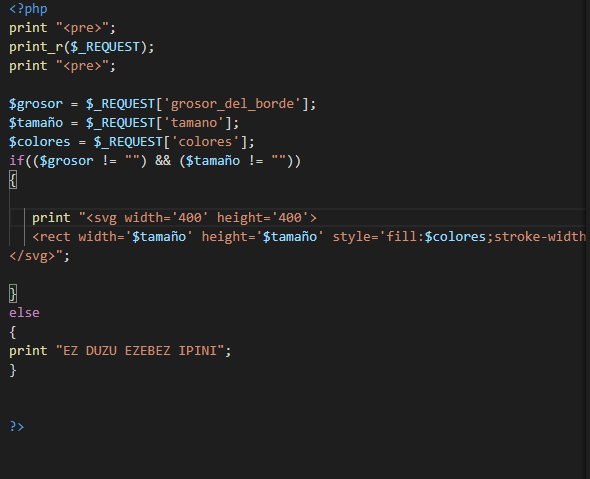 <?php
print "<pre>";
print_r($_REQUEST);
print "<pre>";
$grosor = $_REQUEST['grosor_del_borde'];
$tamaño = $_REQUEST['tamano'];
$colores = $_REQUEST['colores'];
if(($grosor != "") && ($tamaño != ""))
{
print "<svg width='400' height='400'>
<rect width='$tamaño' height='$tamaño' style='fill:$colores;stroke-width
</svg>";
}
else
{
print "EZ DUZU EZEBEZ IPINI";
}
?>